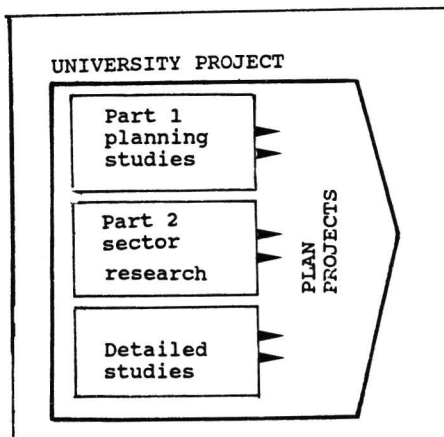 UNIVERSITY PROJECT
Part 1
planning
studies
Part 2
sector
research
Detailed
studies
PLAN
PROJECTS